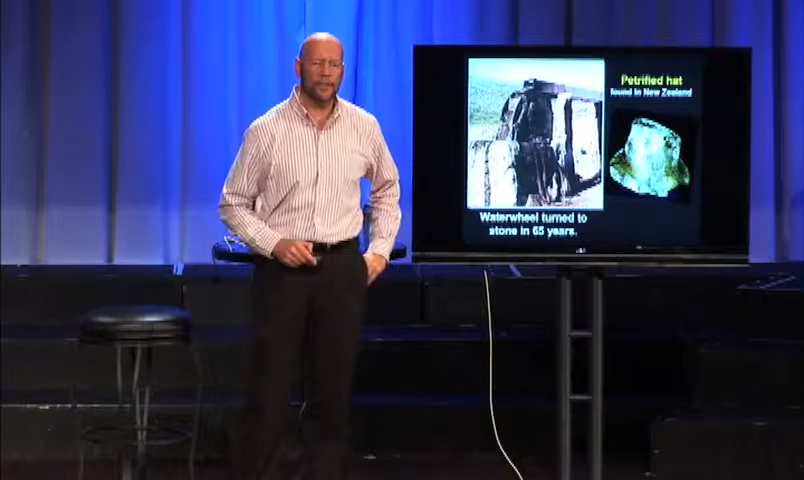 Petrified hat
found in New Zealand
Waterwheel turned to
stone in 65 years.